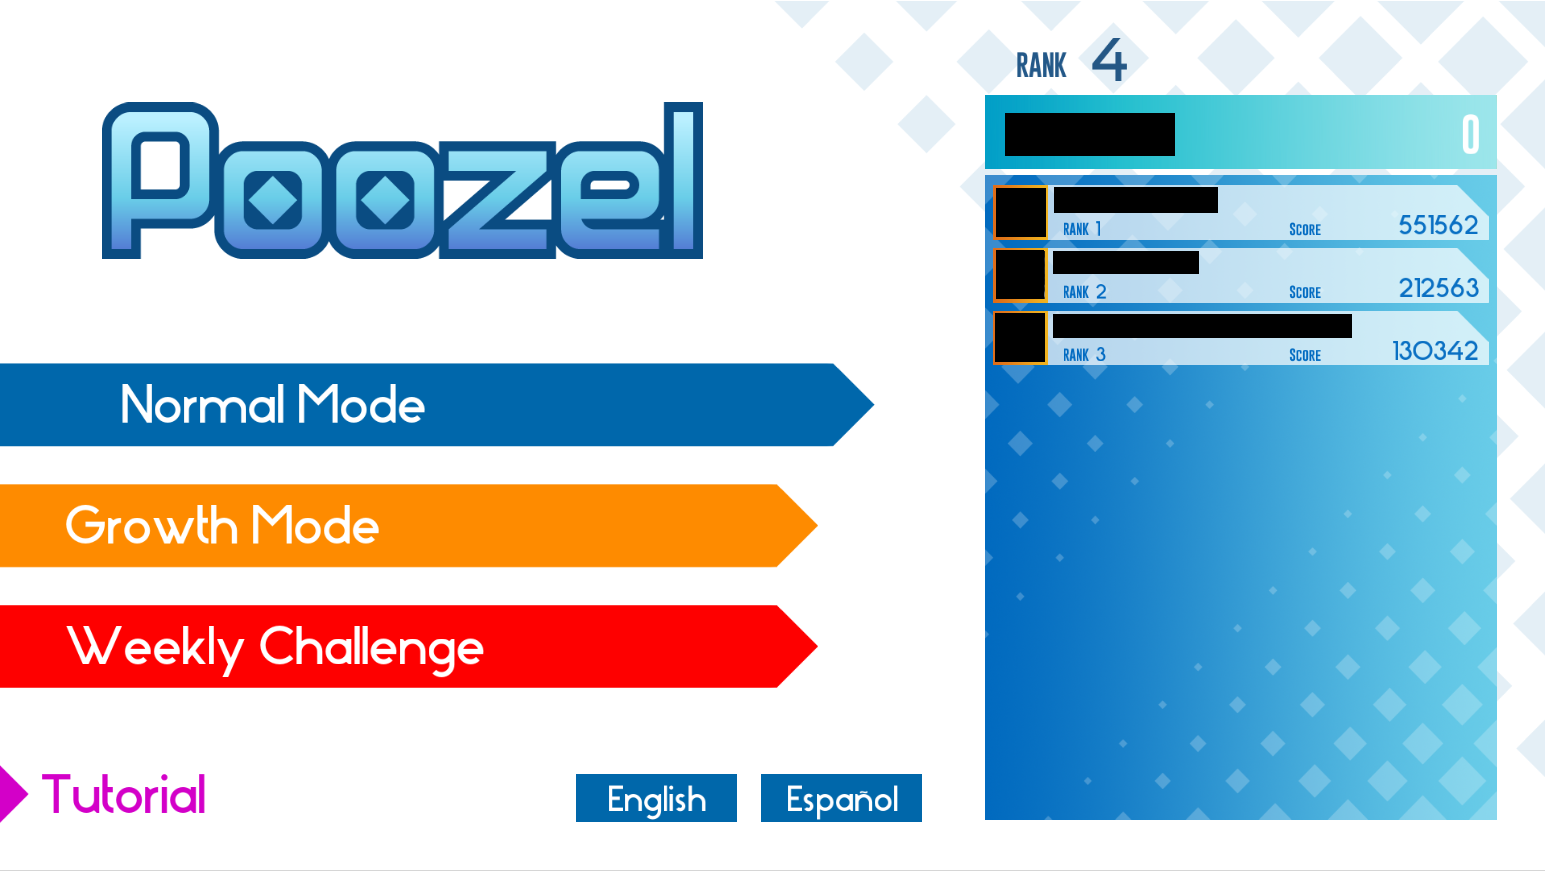 Poozel
Normal Mode
Growth Mode
Weekly Challenge
Tutorial
English
Español
RANK 4
0
RANK 1 SCORE 551562
RANK 2 SCORE 212563
RANK 3 SCORE 130342